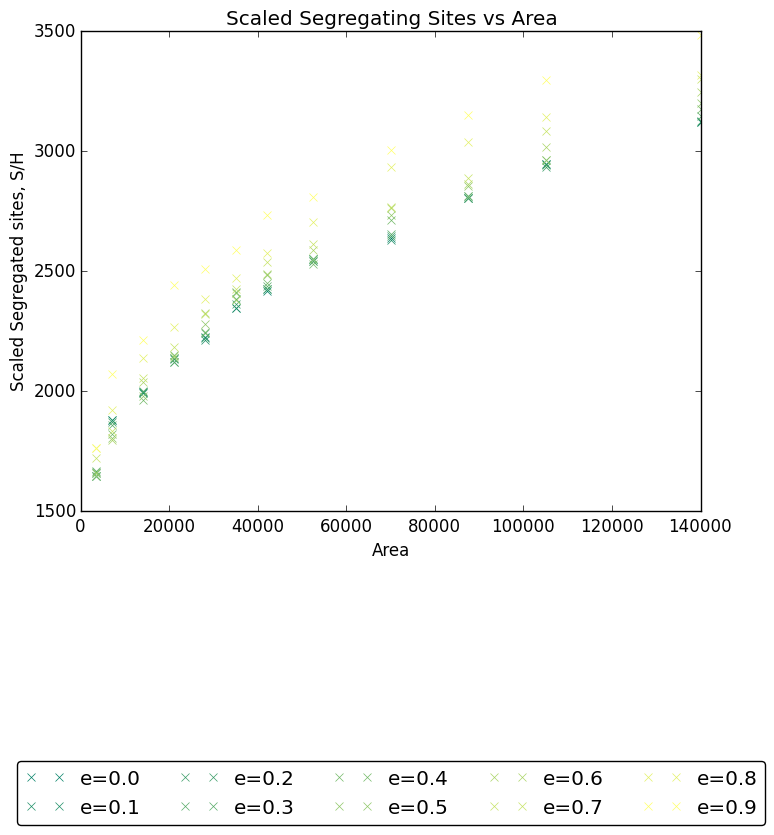 Scaled Segregating Sites vs Area
Scaled Segregated sites, S/H
3500
3000
2500
2000
1500
0 20000 40000 60000 80000 100000 120000 140000
Area
e=0.0 e=0.2 e=0.4 e=0.6 e=0.8
e=0.1 e=0.3 e=0.5 e=0.7 e=0.9